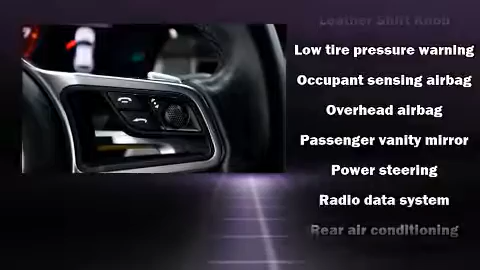 Leather Shift Knob
Low tire pressure warning
Occupant sensing airbag
Overhead airbag
Passenger vanity mirror
Power steering
Radio data system
Rear air conditioning